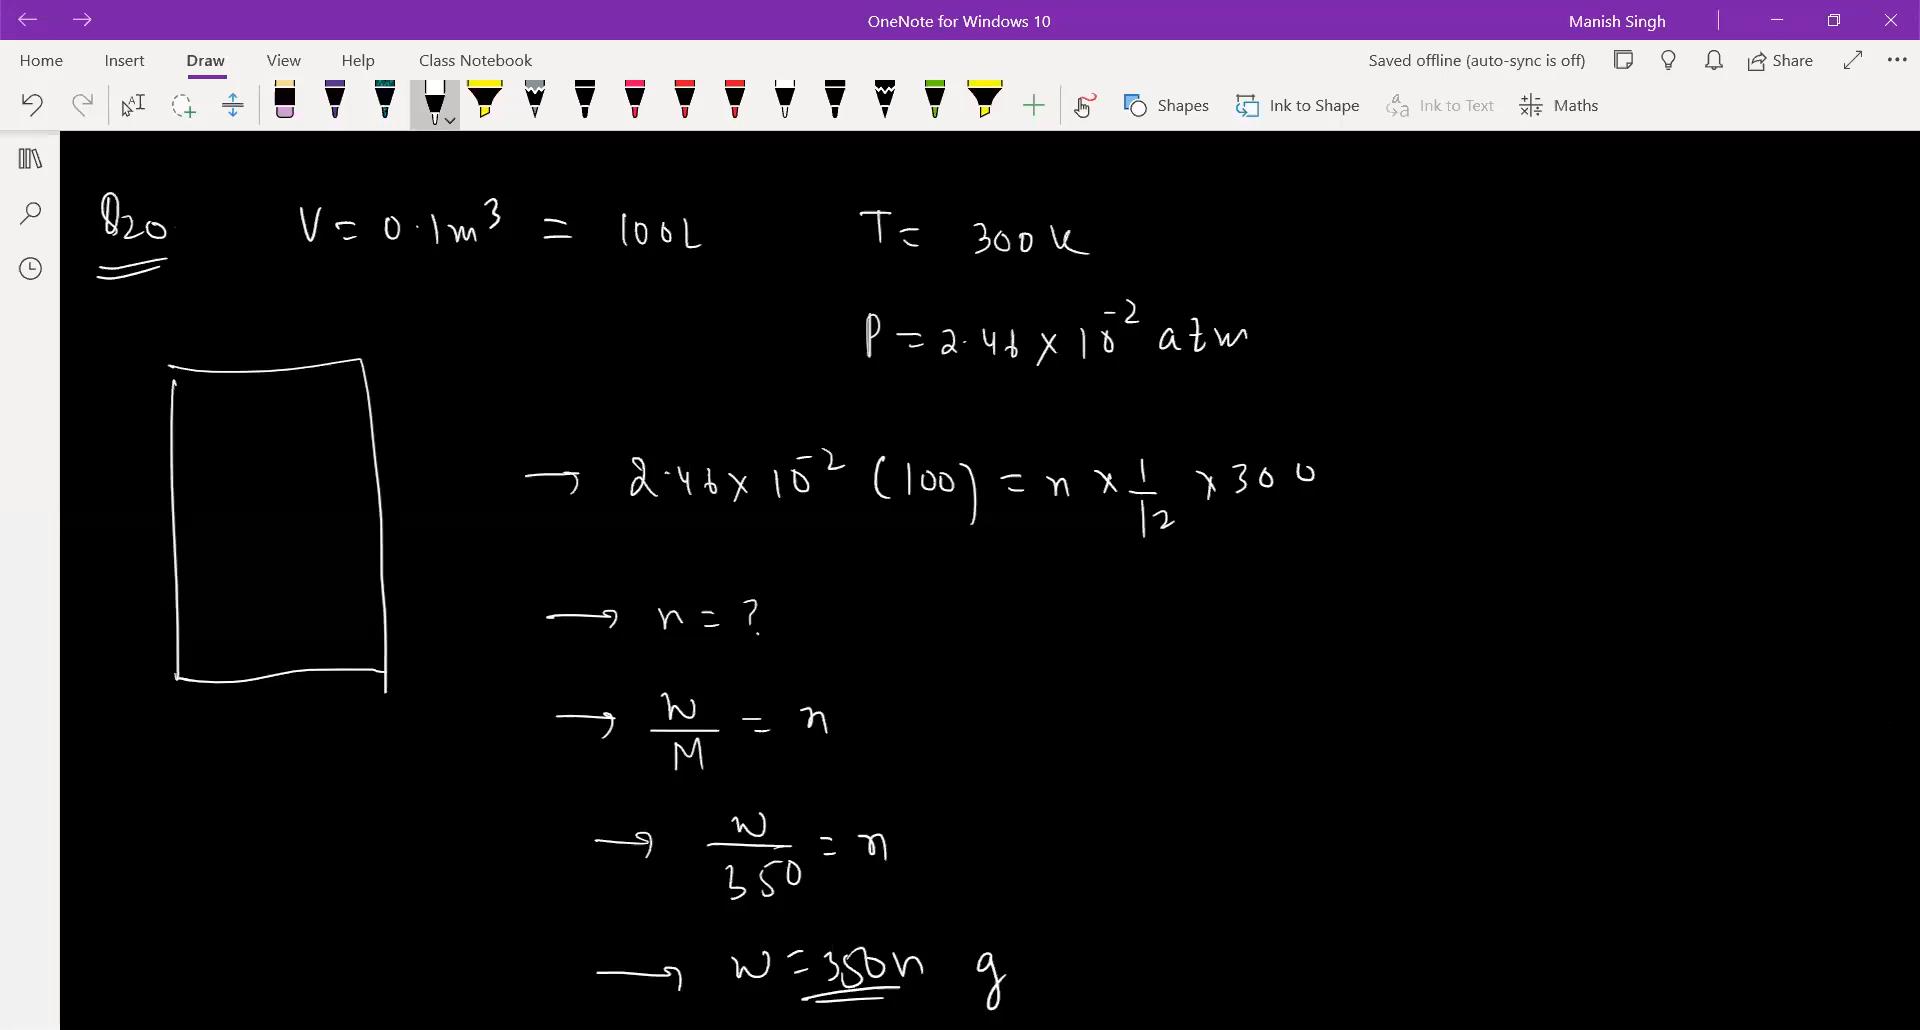 OneNote for Windows 10
Manish Singh
Home Insert Draw View Help Class Notebook
Saved offline (auto-sync is off) Share
Shapes Ink to Shape Ink to Text Maths
Q20. V = 0.1m³ = 100L T = 300K
P = 2.46 × 10⁻² atm
→ 2.46 × 10⁻² (100) = n × 1/12 × 300
→ n = ?
→ W/M = n
→ W/350 = n
→ W = 350n g